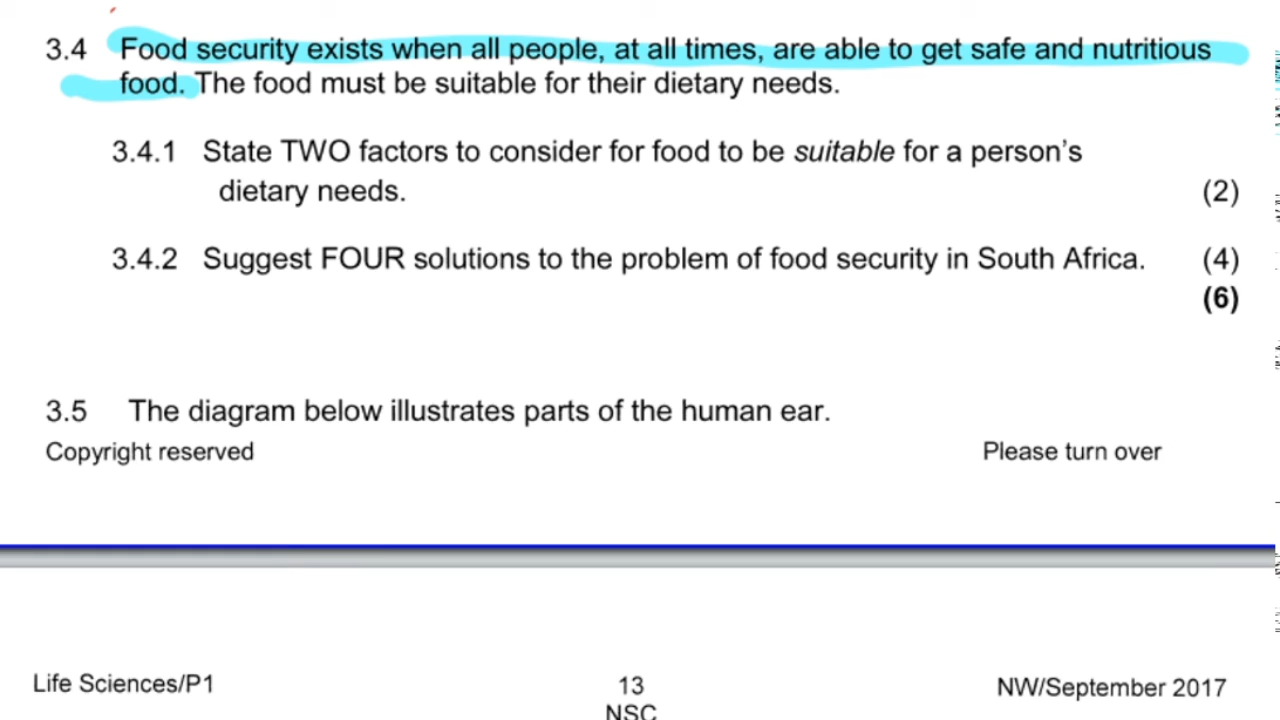 3.4 Food security exists when all people, at all times, are able to get safe and nutritious
food. The food must be suitable for their dietary needs.
3.4.1 State TWO factors to consider for food to be suitable for a person's
dietary needs. (2)
3.4.2 Suggest FOUR solutions to the problem of food security in South Africa. (4)
(6)
3.5 The diagram below illustrates parts of the human ear.
Copyright reserved Please turn over
Life Sciences/P1 13 NW/September 2017
NSC